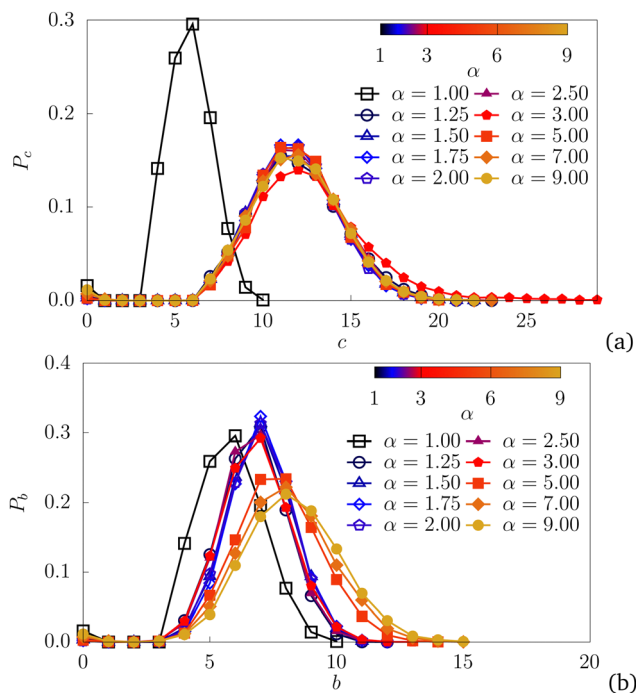 0.3
0.2
0.1
0.0
P_c
1 3 6 9
α
α = 1.00 α = 2.50
α = 1.25 α = 3.00
α = 1.50 α = 5.00
α = 1.75 α = 7.00
α = 2.00 α = 9.00
0 5 10 15 20 25
c
(a)
0.4
0.3
0.2
0.1
0.0
P_b
1 3 6 9
α
α = 1.00 α = 2.50
α = 1.25 α = 3.00
α = 1.50 α = 5.00
α = 1.75 α = 7.00
α = 2.00 α = 9.00
0 5 10 15 20
b
(b)